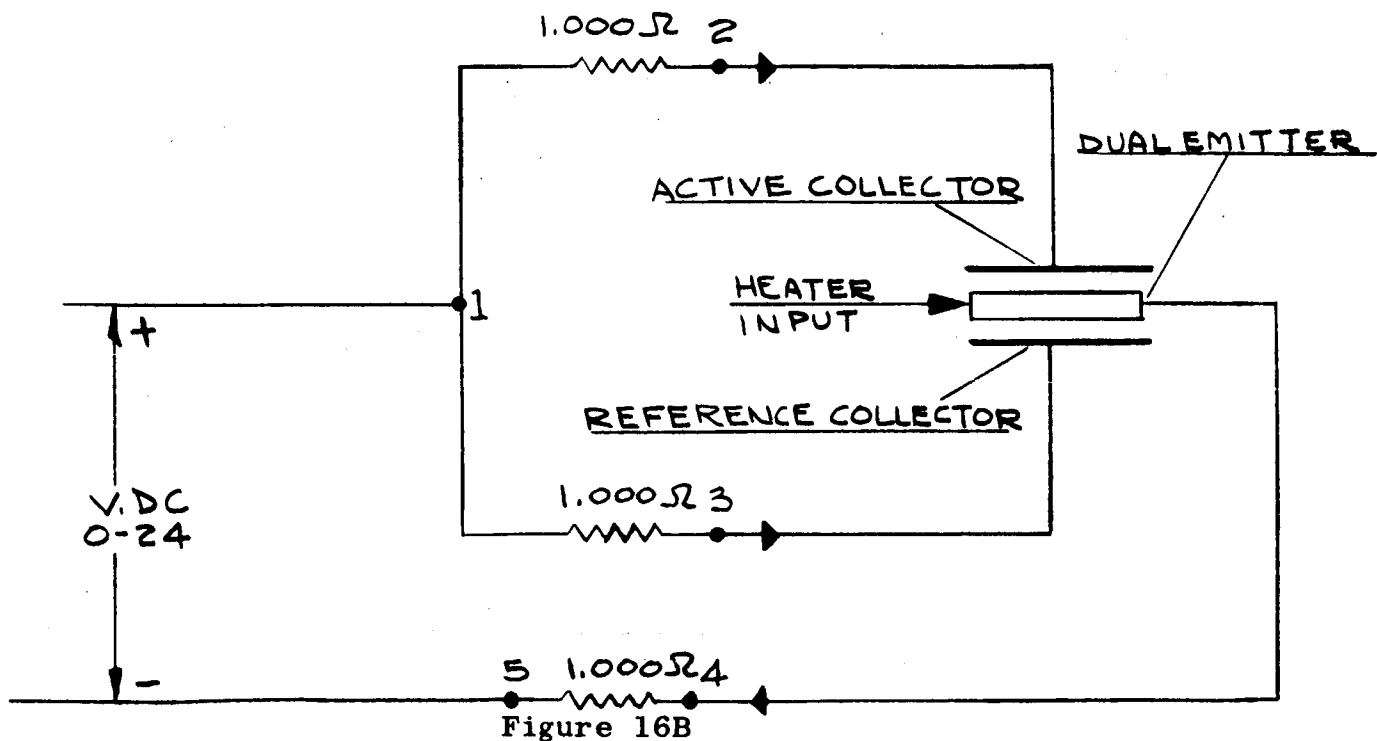 1.000Ω 2
DUAL EMITTER
ACTIVE COLLECTOR
1
+
HEATER
INPUT
REFERENCE COLLECTOR
V.DC
0-24
1.000Ω 3
-
5 1.000Ω 4
Figure 16B